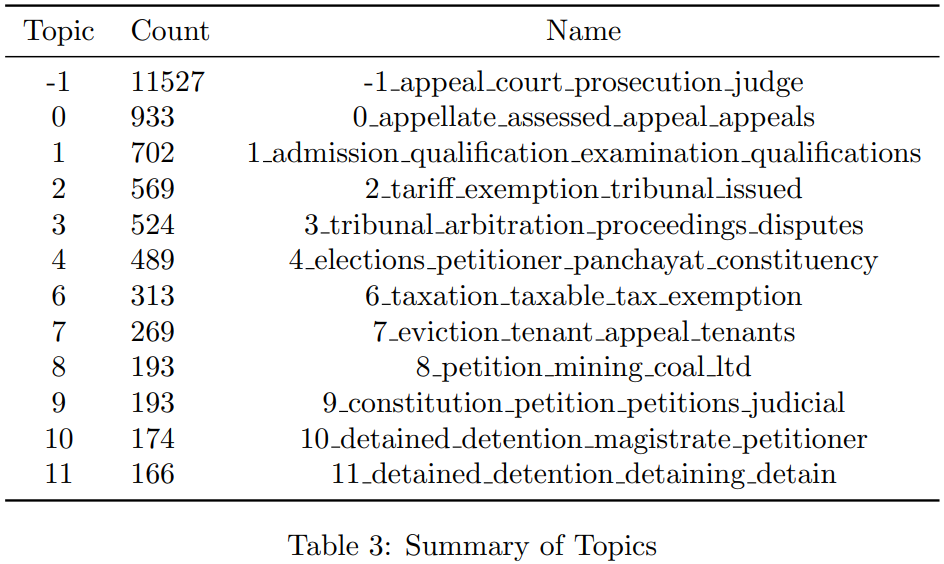 Topic Count Name
-1 11527 -1_appeal_court_prosecution_judge
0 933 0_appellate_assessed_appeal_appeals
1 702 1_admission_qualification_examination_qualifications
2 569 2_tariff_exemption_tribunal_issued
3 524 3_tribunal_arbitration_proceedings_disputes
4 489 4_elections_petitioner_panchayat_constituency
6 313 6_taxation_taxable_tax_exemption
7 269 7_eviction_tenant_appeal_tenants
8 193 8_petition_mining_coal_ltd
9 193 9_constitution_petition_petitions_judicial
10 174 10_detained_detention_magistrate_petitioner
11 166 11_detained_detention_detaining_detain
Table 3: Summary of Topics